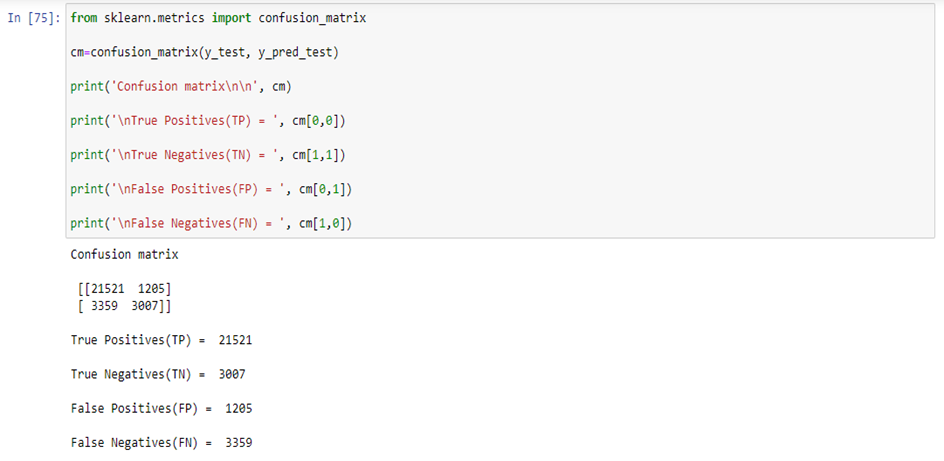 In [75]: from sklearn.metrics import confusion_matrix
cm=confusion_matrix(y_test, y_pred_test)
print('Confusion matrix\n\n', cm)
print('\nTrue Positives(TP) = ', cm[0,0])
print('\nTrue Negatives(TN) = ', cm[1,1])
print('\nFalse Positives(FP) = ', cm[0,1])
print('\nFalse Negatives(FN) = ', cm[1,0])
Confusion matrix
[[21521 1205]
[ 3359 3007]]
True Positives(TP) = 21521
True Negatives(TN) = 3007
False Positives(FP) = 1205
False Negatives(FN) = 3359